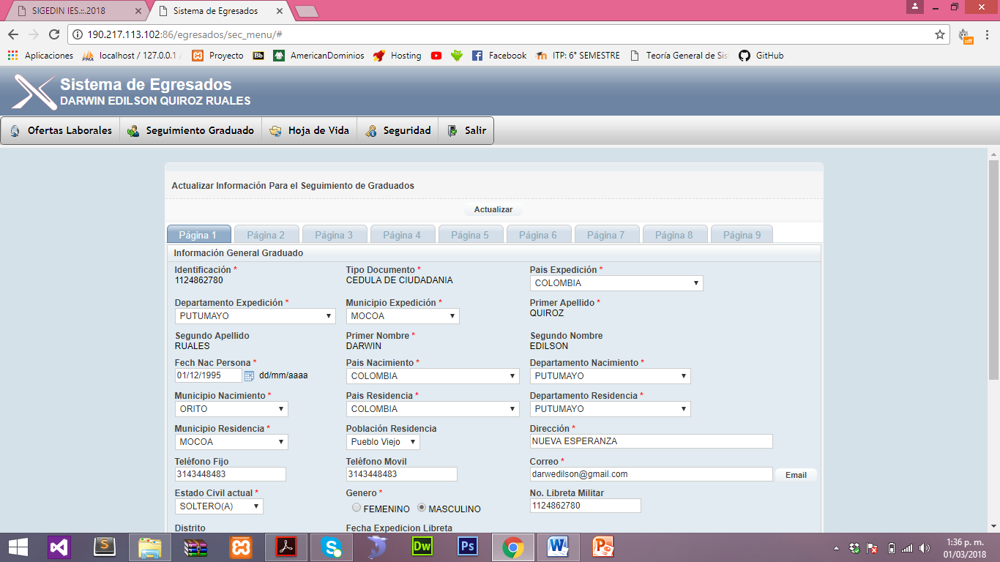 SIGEDIN IES.::.2018
Sistema de Egresados
190.217.113.102:86/egresados/sec_menu/#
off
Aplicaciones localhost / 127.0.0.1 Proyecto Bb AmericanDominios Hosting Facebook ITP: 6° SEMESTRE Teoría General de Sis GitHub
Sistema de Egresados
DARWIN EDILSON QUIROZ RUALES
Ofertas Laborales Seguimiento Graduado Hoja de Vida Seguridad Salir
Actualizar Información Para el Seguimiento de Graduados
Actualizar
Página 1 Página 2 Página 3 Página 4 Página 5 Página 6 Página 7 Página 8 Página 9
Información General Graduado
Identificación * Tipo Documento * Pais Expedición *
1124862780 CEDULA DE CIUDADANIA COLOMBIA
Departamento Expedición * Municipio Expedición * Primer Apellido *
PUTUMAYO MOCOA QUIROZ
Segundo Apellido Primer Nombre * Segundo Nombre
RUALES DARWIN EDILSON
Fech Nac Persona * Pais Nacimiento * Departamento Nacimiento *
01/12/1995 dd/mm/aaaa COLOMBIA PUTUMAYO
Municipio Nacimiento * Pais Residencia * Departamento Residencia *
ORITO COLOMBIA PUTUMAYO
Municipio Residencia * Población Residencia Dirección *
MOCOA Pueblo Viejo NUEVA ESPERANZA
Teléfono Fijo Teléfono Movil Correo *
3143448483 3143448483 darwedilson@gmail.com Email
Estado Civil actual * Genero * No. Libreta Militar
SOLTERO(A) FEMENINO MASCULINO 1124862780
Distrito Fecha Expedicion Libreta
1:36 p. m.
01/03/2018